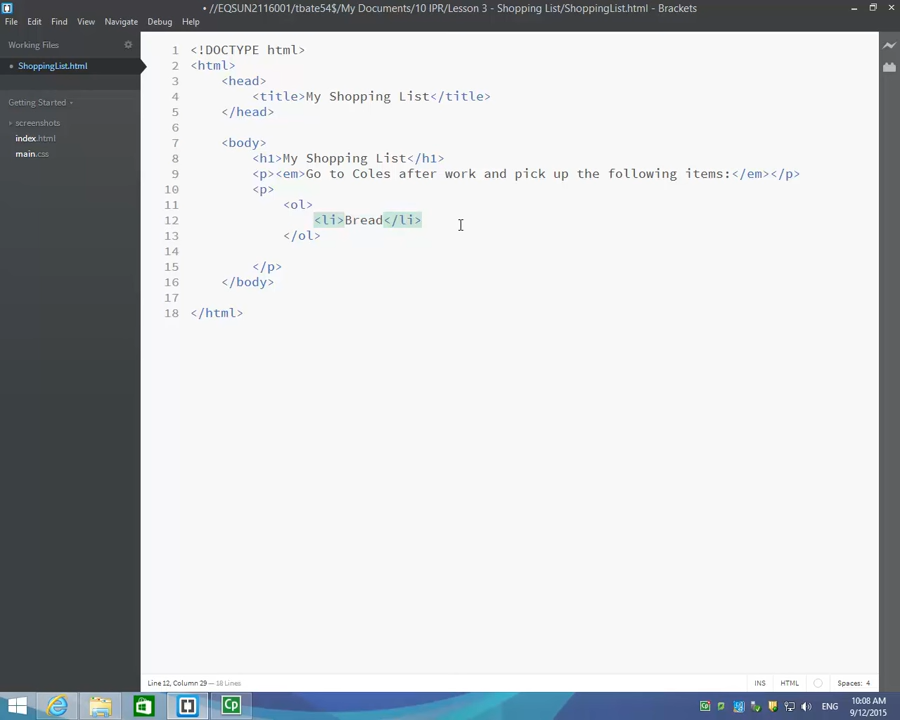 • //EQSUN2116001/tbate54$/My Documents/10 IPR/Lesson 3 - Shopping List/ShoppingList.html - Brackets
File Edit Find View Navigate Debug Help
Working Files
• ShoppingList.html
Getting Started
screenshots
index.html
main.css
1 <!DOCTYPE html>
2 <html>
3 <head>
4 <title>My Shopping List</title>
5 </head>
6
7 <body>
8 <h1>My Shopping List</h1>
9 <p><em>Go to Coles after work and pick up the following items:</em></p>
10 <p>
11 <ol>
12 <li>Bread</li>
13 </ol>
14
15 </p>
16 </body>
17
18 </html>
Line 12, Column 29 — 18 Lines INS HTML Spaces: 4
Cp ENG 10:08 AM
9/12/2015